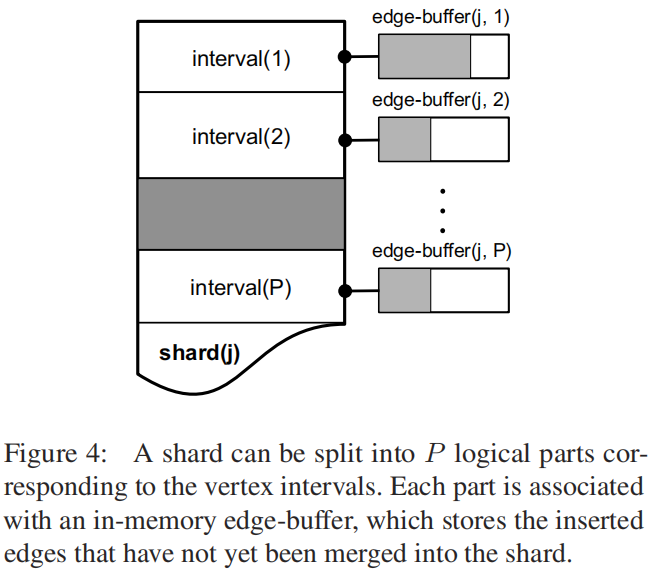 edge-buffer(j, 1)
interval(1)
edge-buffer(j, 2)
interval(2)
edge-buffer(j, P)
interval(P)
shard(j)
Figure 4: A shard can be split into P logical parts cor-
responding to the vertex intervals. Each part is associated
with an in-memory edge-buffer, which stores the inserted
edges that have not yet been merged into the shard.